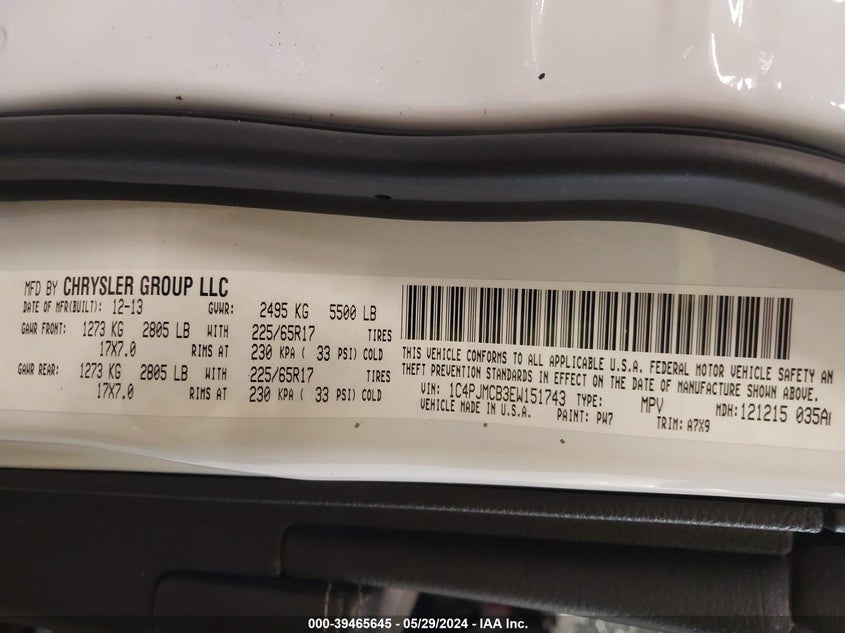 MFD BY CHRYSLER GROUP LLC
DATE OF MFR(BUILT): 12-13 GVWR: 2495 KG 5500 LB
GAWR FRONT: 1273 KG 2805 LB WITH 225/65R17 TIRES
17X7.0 RIMS AT 230 KPA ( 33 PSI) COLD
GAWR REAR: 1273 KG 2805 LB WITH 225/65R17 TIRES
17X7.0 RIMS AT 230 KPA ( 33 PSI) COLD
THIS VEHICLE CONFORMS TO ALL APPLICABLE U.S.A. FEDERAL MOTOR VEHICLE SAFETY AN
THEFT PREVENTION STANDARDS IN EFFECT ON THE DATE OF MANUFACTURE SHOWN ABOVE.
VIN: 1C4PJMCB3EW151743 TYPE: MPV MDH: 121215 035A
VEHICLE MADE IN U.S.A. PAINT: PW7 TRIM: A7X9
000-39465645 / 05/29/2024 - © IAA, Inc.